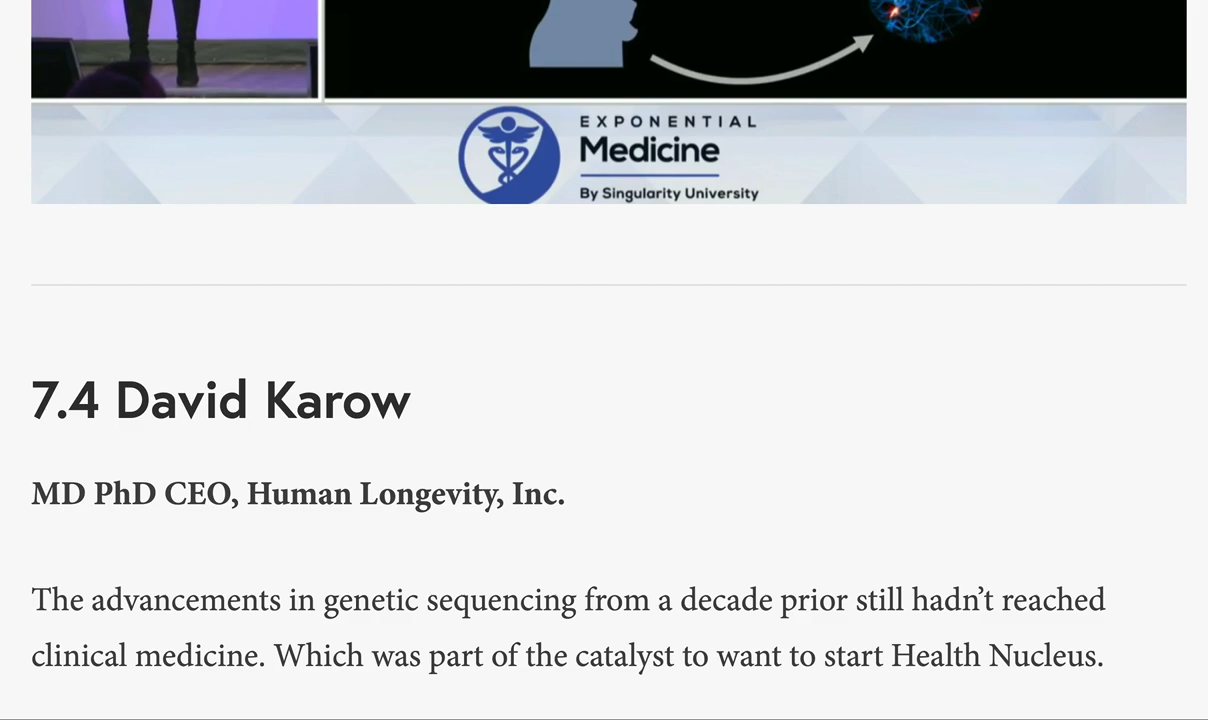 EXPONENTIAL
Medicine
By Singularity University
7.4 David Karow
MD PhD CEO, Human Longevity, Inc.
The advancements in genetic sequencing from a decade prior still hadn’t reached
clinical medicine. Which was part of the catalyst to want to start Health Nucleus.